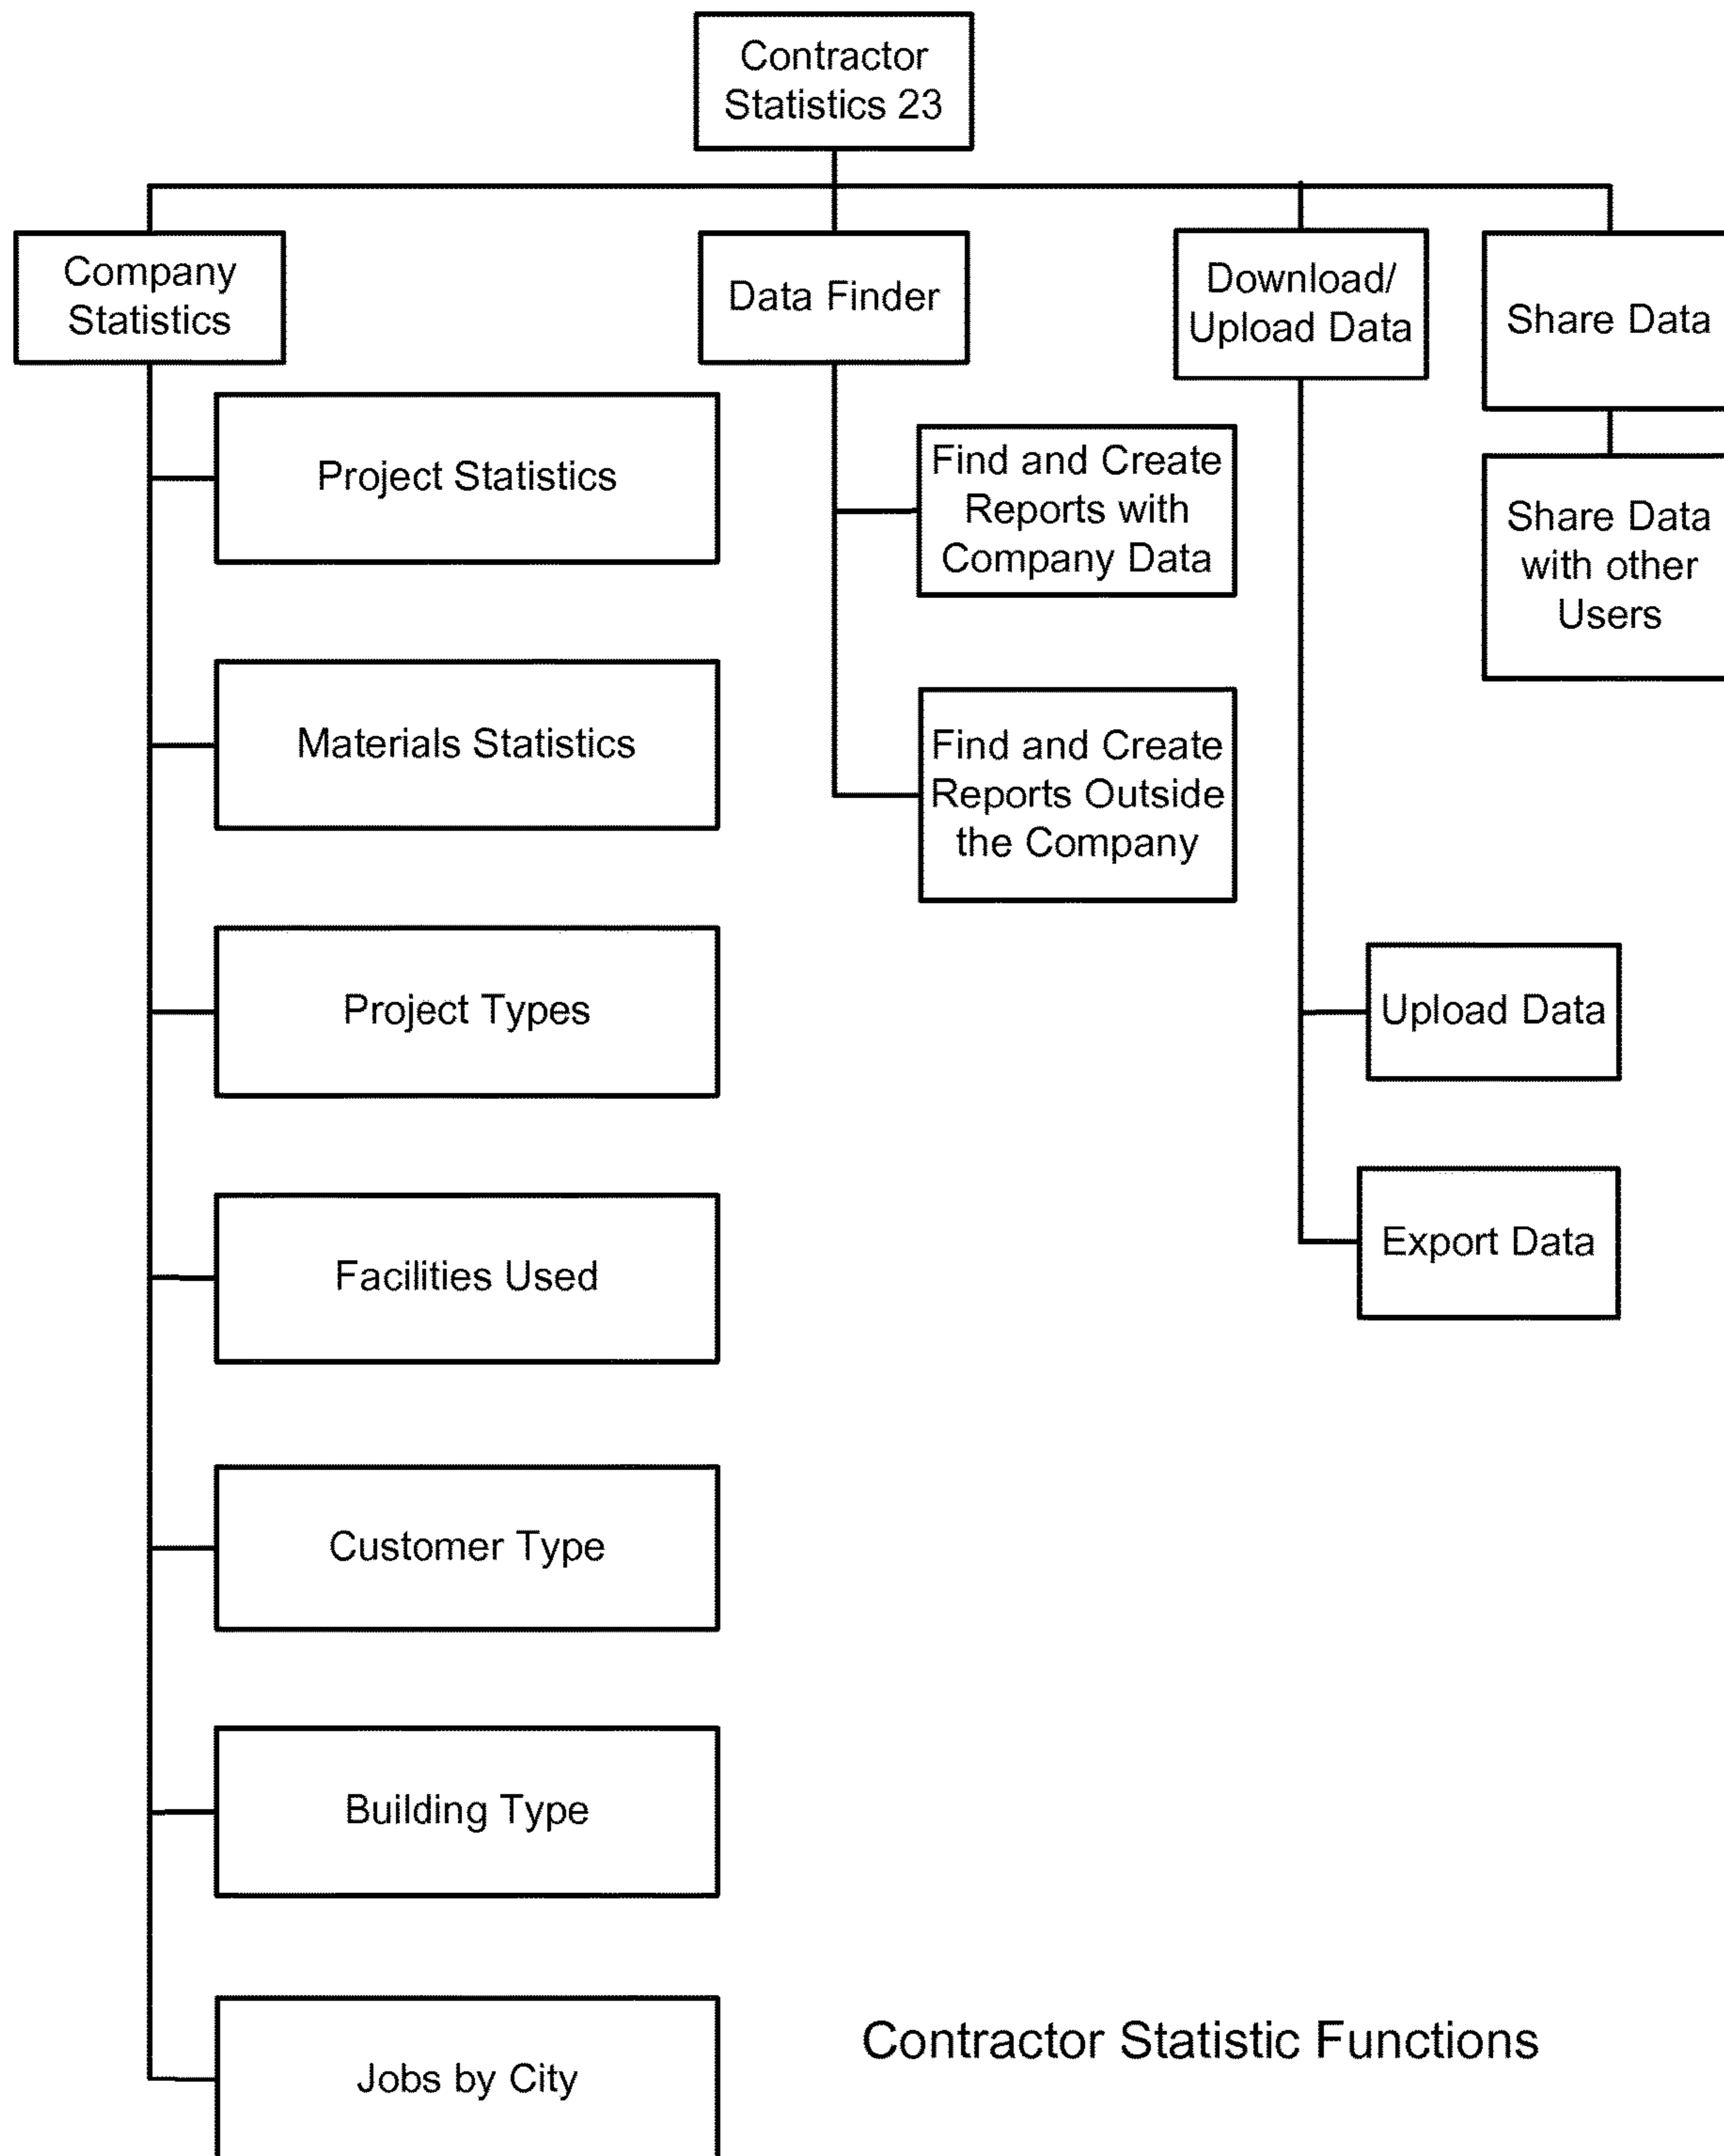 Contractor
Statistics 23
Company
Statistics
Data Finder
Download/
Upload Data
Share Data
Project Statistics
Find and Create
Reports with
Company Data
Share Data
with other
Users
Materials Statistics
Find and Create
Reports Outside
the Company
Project Types
Upload Data
Facilities Used
Export Data
Customer Type
Building Type
Jobs by City
Contractor Statistic Functions